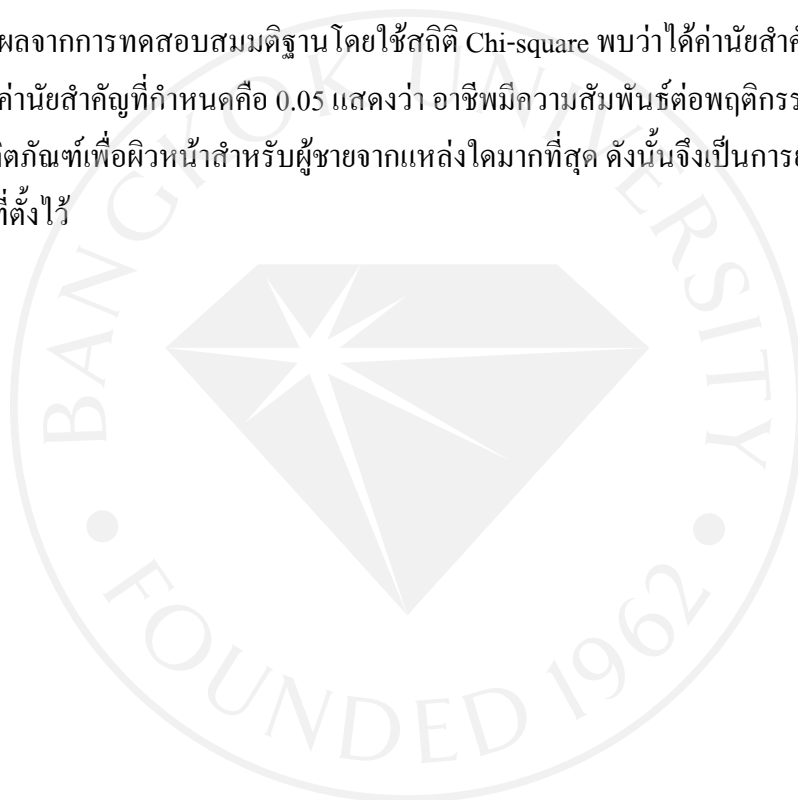 ผลจากการทดสอบสมมติฐานโดยใช้สถิติ Chi-square พบว่าได้ค่านัยสำคั
ค่านัยสำคัญที่กำหนดคือ 0.05 แสดงว่า อาชีพมีความสัมพันธ์ต่อพฤติกรร
ิตภัณฑ์เพื่อผิวหน้าสำหรับผู้ชายจากแหล่งใดมากที่สุด ดังนั้นจึงเป็นการย
ที่ตั้งไว้
BANGKOK UNIVERSITY
FOUNDED 1962